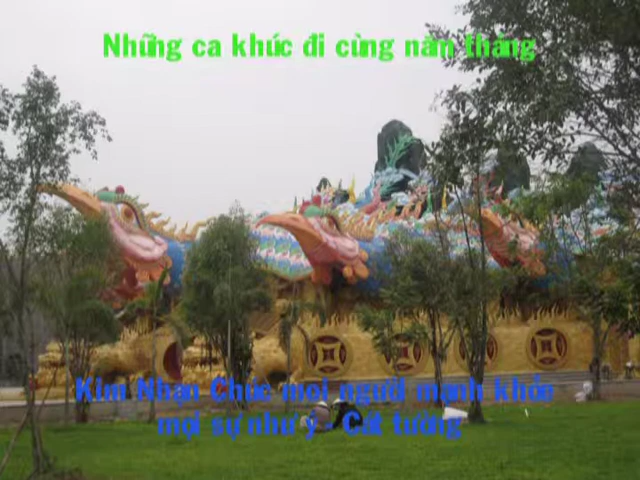 Những ca khúc đi cùng năm tháng
Kim Nhạn Chúc mọi người mạnh khỏe
mọi sự như ý - Cát tường